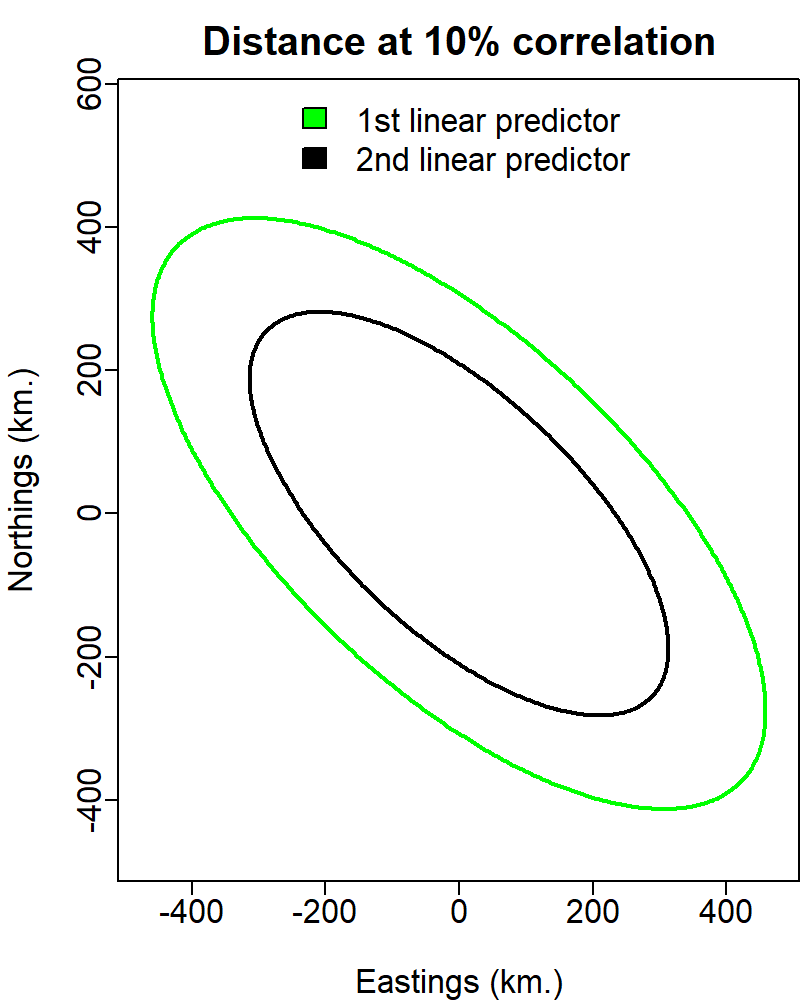 Distance at 10% correlation
1st linear predictor
2nd linear predictor
Northings (km.)
600
400
200
0
-200
-400
-400 -200 0 200 400
Eastings (km.)